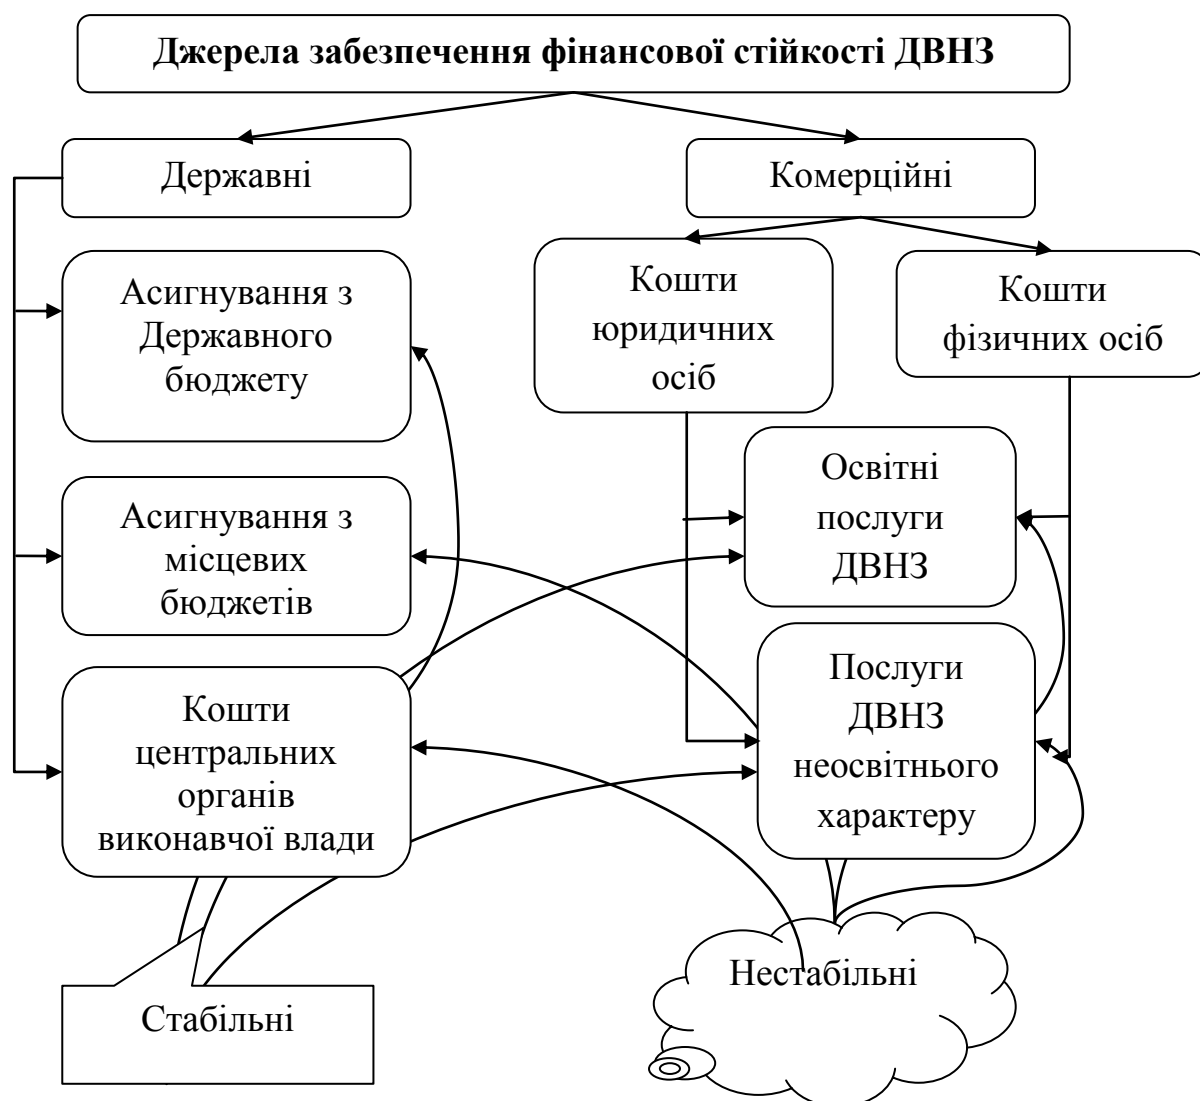 Джерела забезпечення фінансової стійкості ДВНЗ
Державні
Комерційні
Асигнування з
Державного
бюджету
Кошти
юридичних
осіб
Кошти
фізичних осіб
Асигнування з
місцевих
бюджетів
Освітні
послуги
ДВНЗ
Кошти
центральних
органів
виконавчої влади
Послуги
ДВНЗ
неосвітнього
характеру
Стабільні
Нестабільні